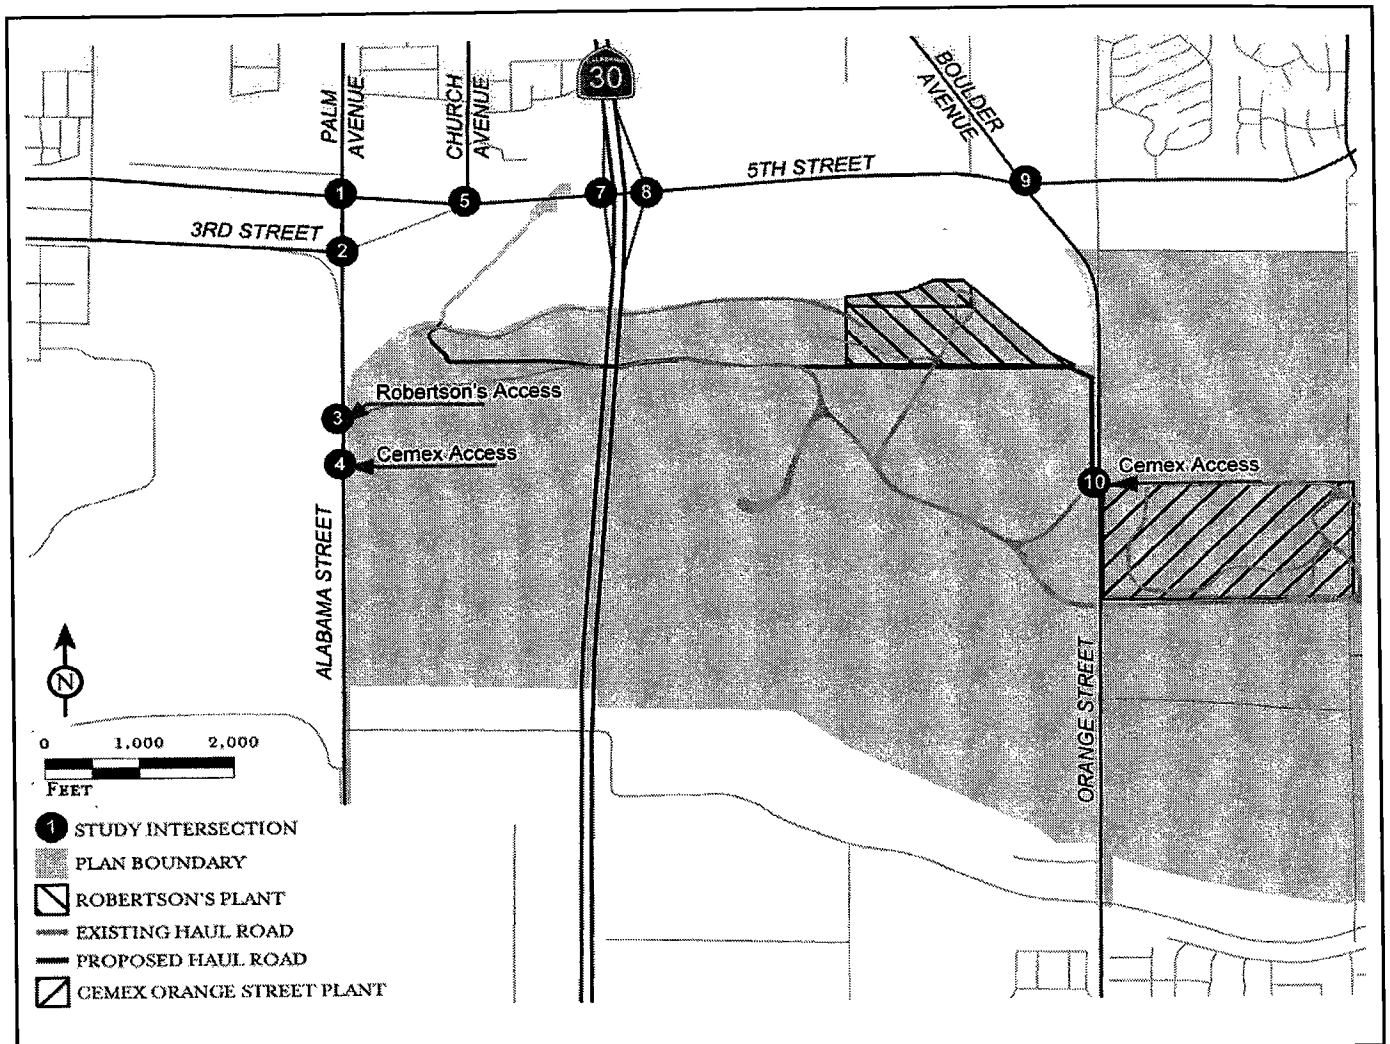 CALIFORNIA
30
PALM
AVENUE
CHURCH
AVENUE
BOULDER
AVENUE
5TH STREET
1
5
7
8
9
3RD STREET
2
Robertson's Access
3
Cemex Access
4
Cemex Access
10
ALABAMA STREET
ORANGE STREET
N
0 1,000 2,000
FEET
1 STUDY INTERSECTION
PLAN BOUNDARY
ROBERTSON'S PLANT
EXISTING HAUL ROAD
PROPOSED HAUL ROAD
CEMEX ORANGE STREET PLANT